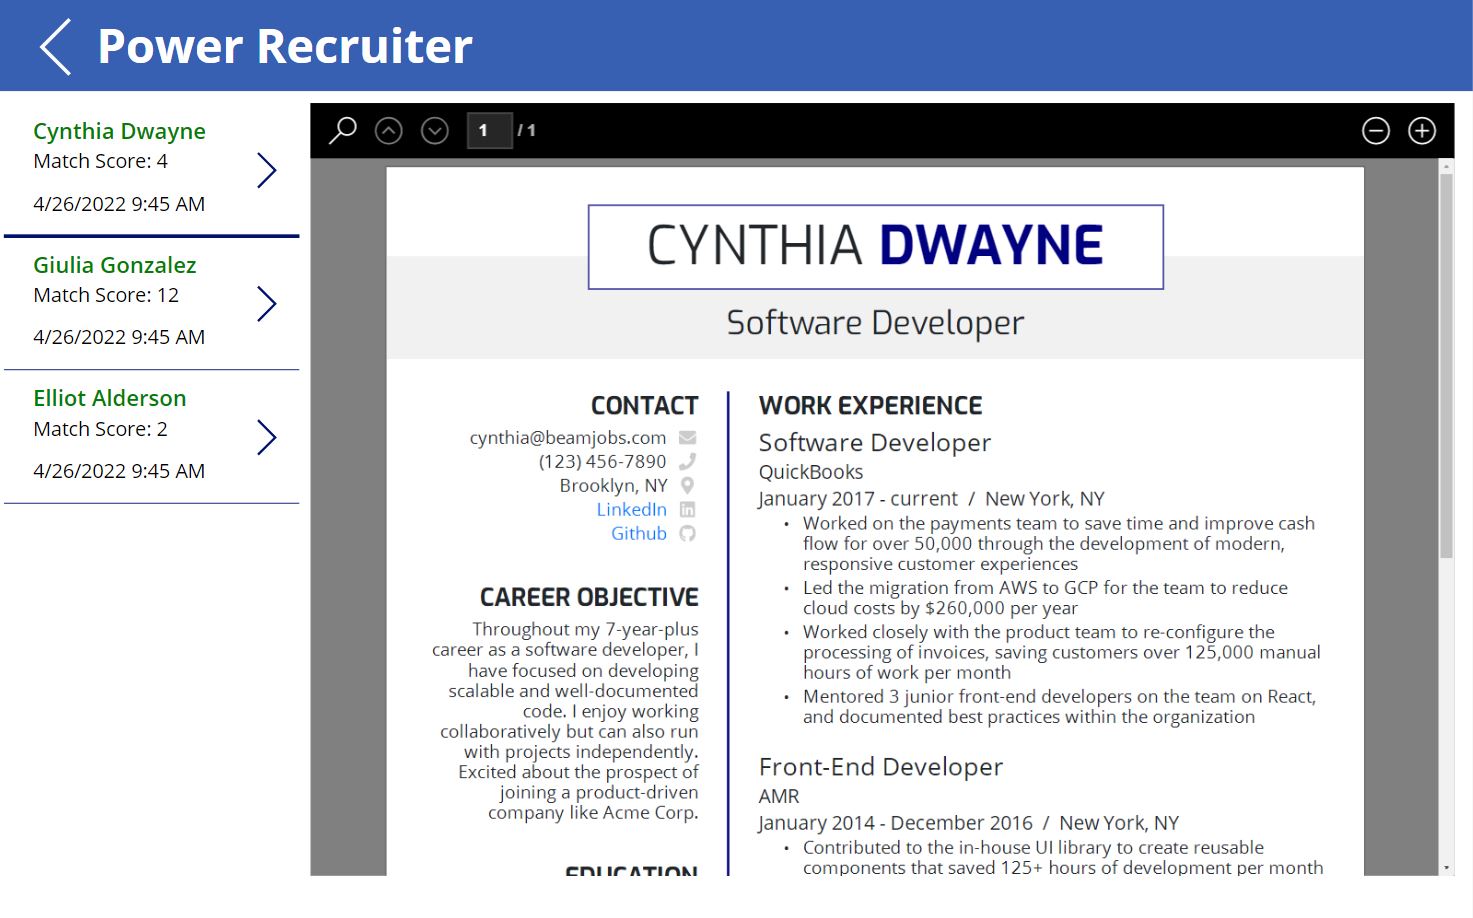 Power Recruiter
Cynthia Dwayne
Match Score: 4
4/26/2022 9:45 AM
Giulia Gonzalez
Match Score: 12
4/26/2022 9:45 AM
Elliot Alderson
Match Score: 2
4/26/2022 9:45 AM
1 / 1
CYNTHIA DWAYNE
Software Developer
CONTACT
cynthia@beamjobs.com
(123) 456-7890
Brooklyn, NY
LinkedIn
Github
CAREER OBJECTIVE
Throughout my 7-year-plus
career as a software developer, I
have focused on developing
scalable and well-documented
code. I enjoy working
collaboratively but can also run
with projects independently.
Excited about the prospect of
joining a product-driven
company like Acme Corp.
EDUCATION
WORK EXPERIENCE
Software Developer
QuickBooks
January 2017 - current / New York, NY
• Worked on the payments team to save time and improve cash
flow for over 50,000 through the development of modern,
responsive customer experiences
• Led the migration from AWS to GCP for the team to reduce
cloud costs by $260,000 per year
• Worked closely with the product team to re-configure the
processing of invoices, saving customers over 125,000 manual
hours of work per month
• Mentored 3 junior front-end developers on the team on React,
and documented best practices within the organization
Front-End Developer
AMR
January 2014 - December 2016 / New York, NY
• Contributed to the in-house UI library to create reusable
components that saved 125+ hours of development per month